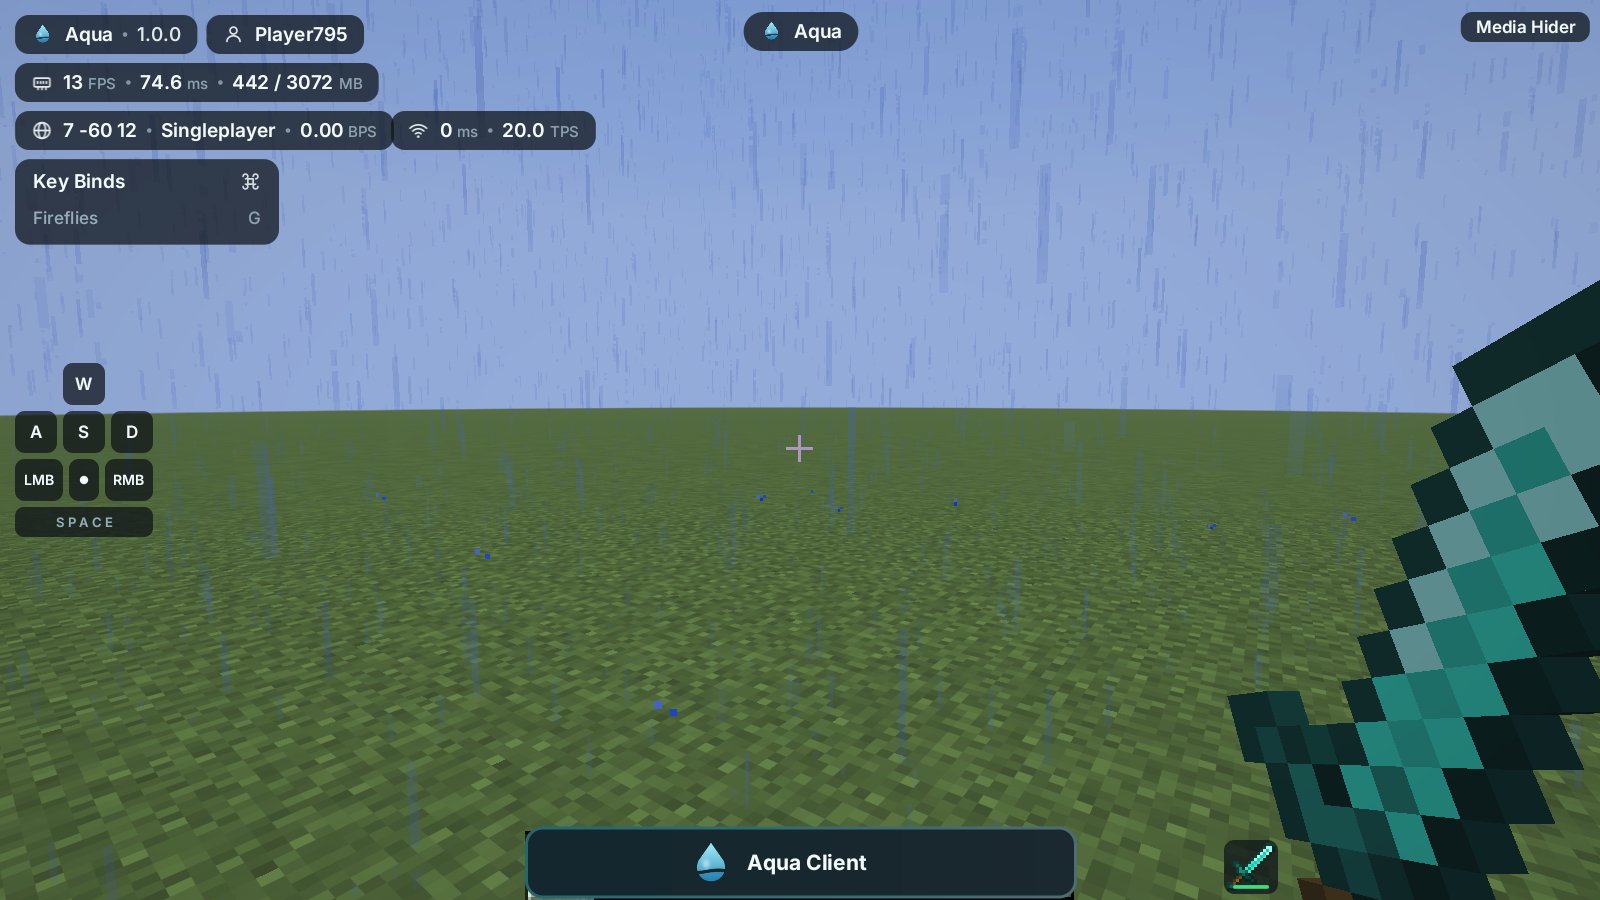 Aqua • 1.0.0
Player795
Aqua
Media Hider
13 FPS • 74.6 ms • 442 / 3072 MB
7 -60 12 • Singleplayer • 0.00 BPS
0 ms • 20.0 TPS
Key Binds ⌘
Fireflies G
W
A S D
LMB RMB
SPACE
Aqua Client